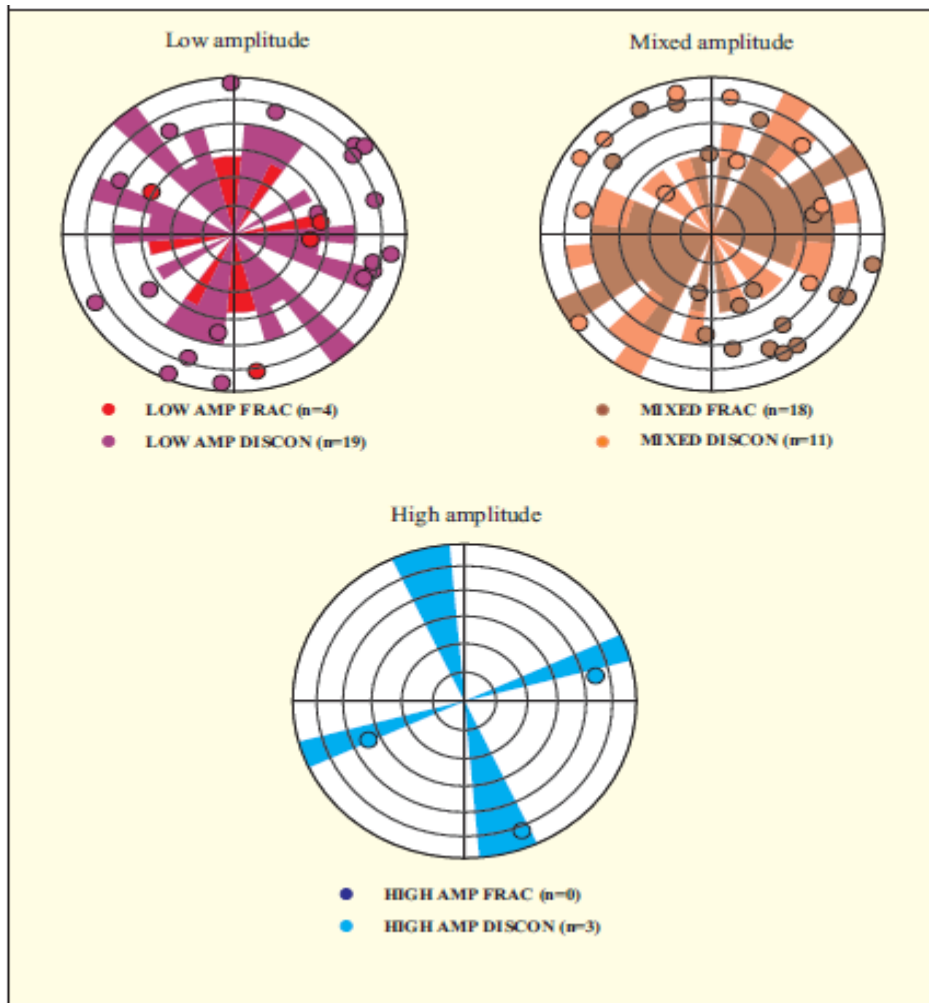 Low amplitude
Mixed amplitude
LOW AMP FRAC (n=4)
LOW AMP DISCON (n=19)
MIXED FRAC (n=18)
MIXED DISCON (n=11)
High amplitude
HIGH AMP FRAC (n=0)
HIGH AMP DISCON (n=3)